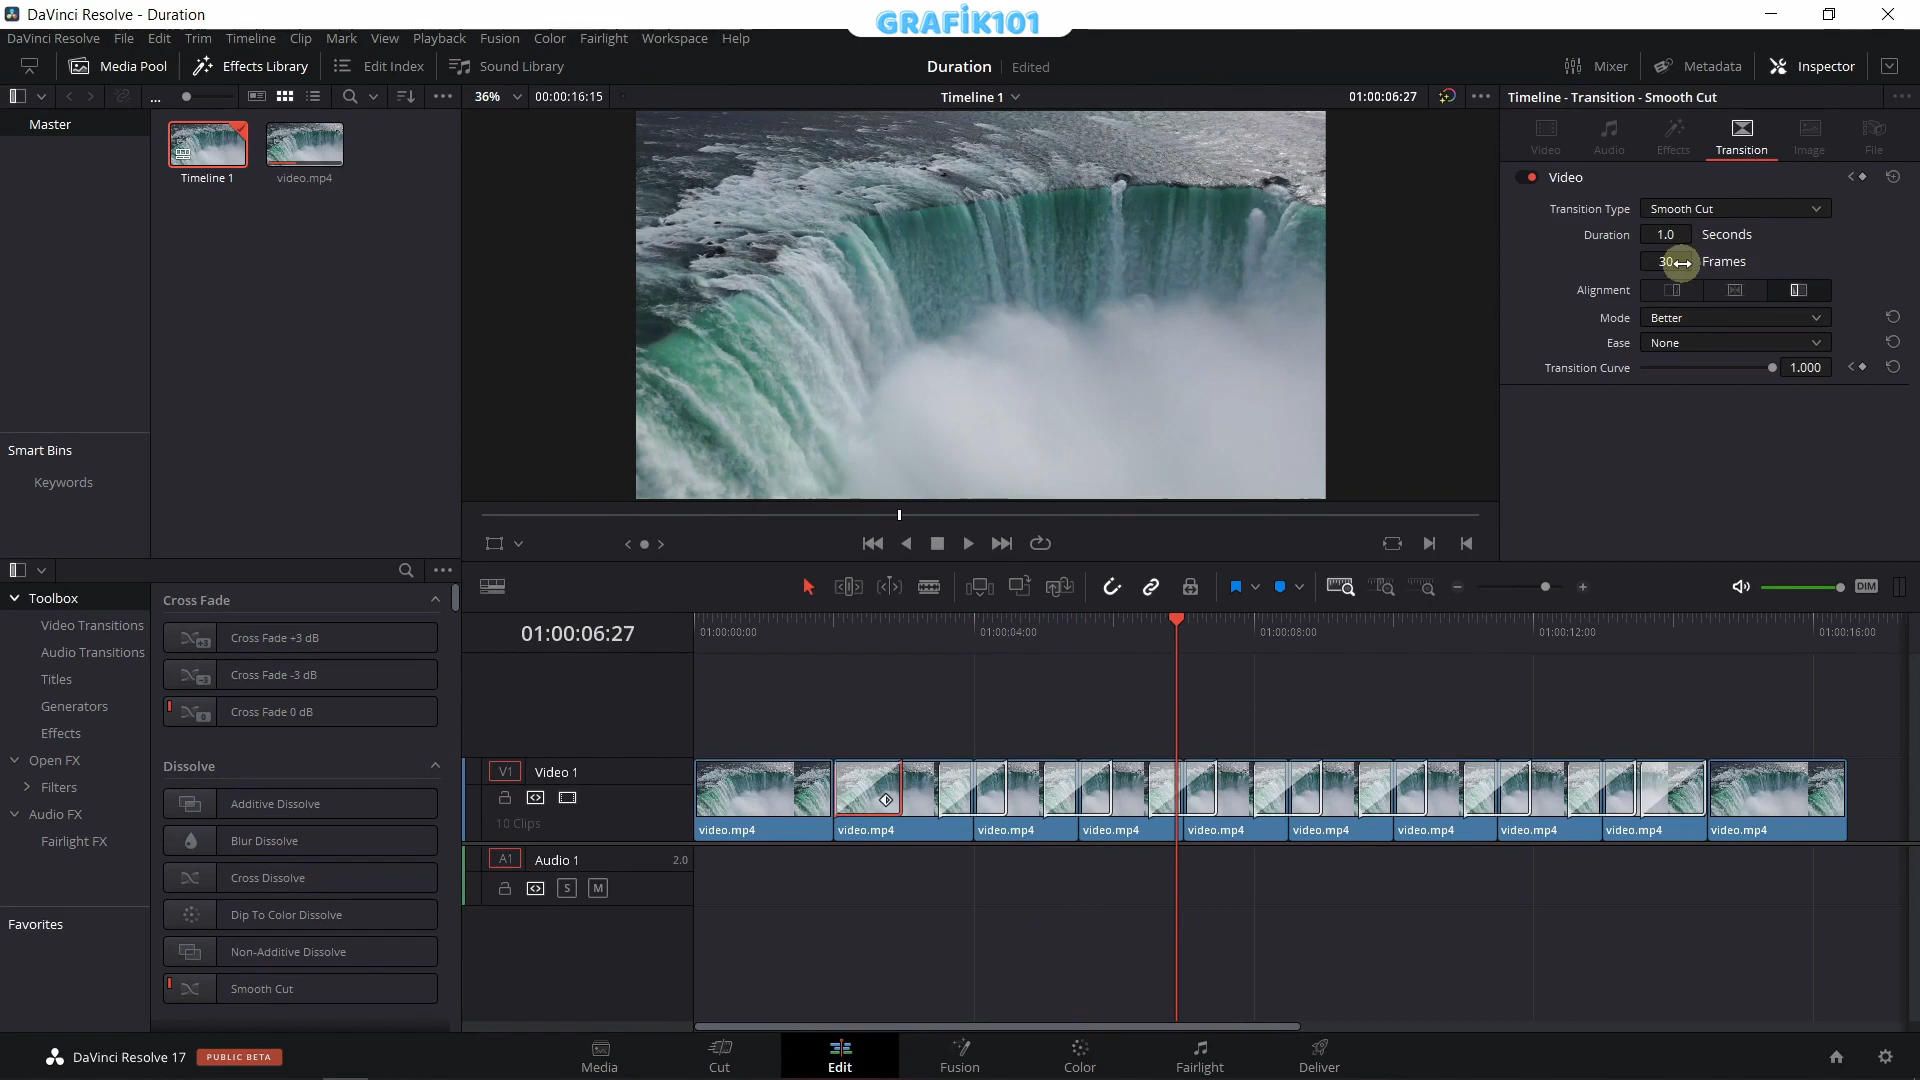 DaVinci Resolve - Duration
GRAFİK101
DaVinci Resolve File Edit Trim Timeline Clip Mark View Playback Fusion Color Fairlight Workspace Help
Media Pool Effects Library Edit Index Sound Library
Duration Edited
Mixer Metadata Inspector
...
36% 00:00:16:15
Timeline 1
01:00:06:27
Timeline - Transition - Smooth Cut
Master
Timeline 1
video.mp4
Video Audio Effects Transition Image File
Video
Transition Type Smooth Cut
Duration 1.0 Seconds
30 Frames
Alignment
Mode Better
Ease None
Transition Curve 1.000
Smart Bins
Keywords
Toolbox
Video Transitions
Audio Transitions
Titles
Generators
Effects
Open FX
Filters
Audio FX
Fairlight FX
Favorites
Cross Fade
+3 Cross Fade +3 dB
-3 Cross Fade -3 dB
0 Cross Fade 0 dB
Dissolve
Additive Dissolve
Blur Dissolve
Cross Dissolve
Dip To Color Dissolve
Non-Additive Dissolve
Smooth Cut
DIM
01:00:06:27
01:00:00:00 01:00:04:00 01:00:08:00 01:00:12:00 01:00:16:00
V1 Video 1
10 Clips
video.mp4 video.mp4 video.mp4 video.mp4 video.mp4 video.mp4 video.mp4 video.mp4 video.mp4 video.mp4
A1 Audio 1 2.0
S M
DaVinci Resolve 17 PUBLIC BETA
Media Cut Edit Fusion Color Fairlight Deliver